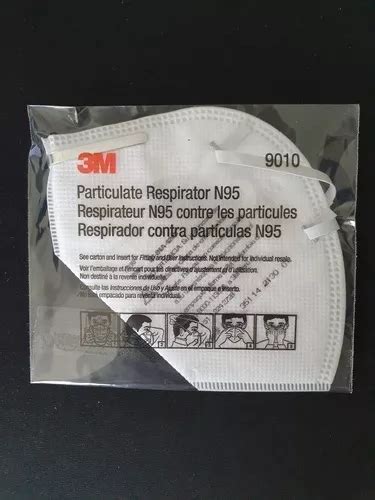 3M
9010
Particulate Respirator N95
Respirateur N95 contre les particules
Respirador contra partículas N95
See carton and insert for Fitting and User Instructions. Not intended for individual resale.
Voir l'emballage et l'encart pour les directives d'ajustement et d'utilisation.
Non destiné à la revente individuelle.
Consulte las Instrucciones de Uso y Ajuste en el empaque e inserto.
No está empacado para reventa individual.